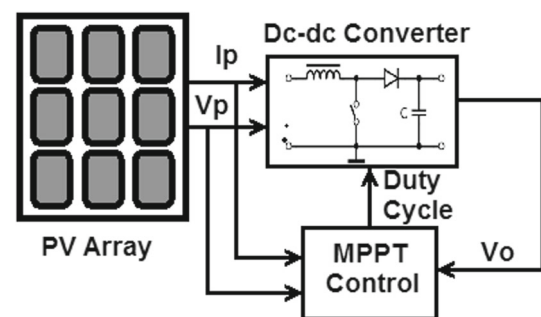 Dc-dc Converter
Ip
Vp
C
PV Array
Duty
Cycle
MPPT
Control
Vo